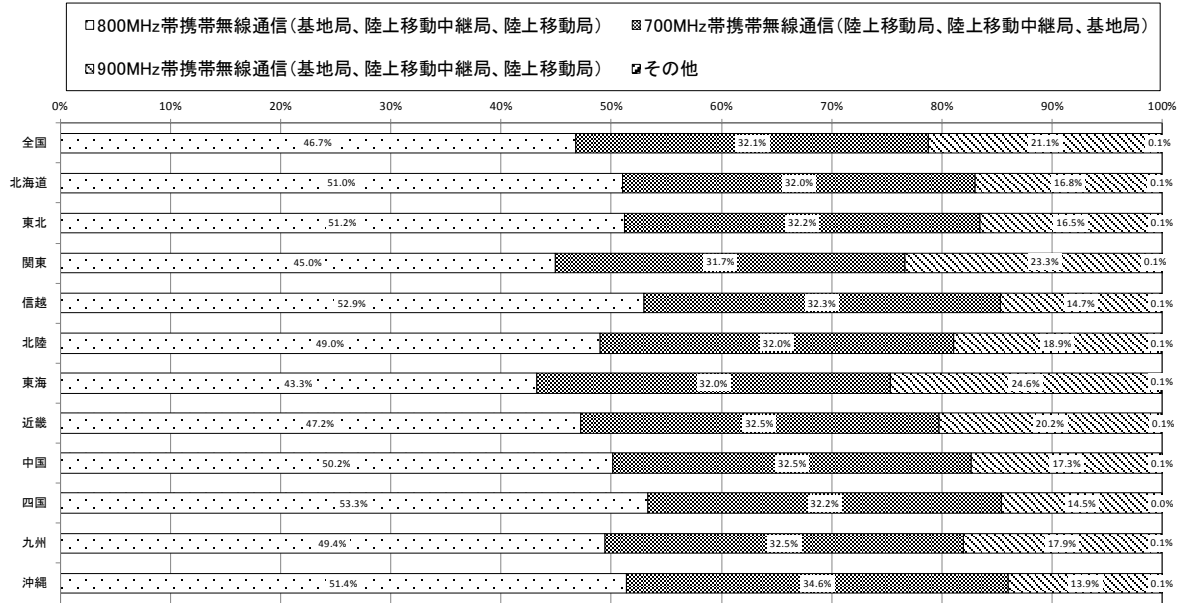 □800MHz帯携帯無線通信(基地局、陸上移動中継局、陸上移動局) 700MHz帯携帯無線通信(陸上移動局、陸上移動中継局、基地局)
900MHz帯携帯無線通信(基地局、陸上移動中継局、陸上移動局) その他
0% 10% 20% 30% 40% 50% 60% 70% 80% 90% 100%
全国 46.7% 32.1% 21.1% 0.1%
北海道 51.0% 32.0% 16.8% 0.1%
東北 51.2% 32.2% 16.5% 0.1%
関東 45.0% 31.7% 23.3% 0.1%
信越 52.9% 32.3% 14.7% 0.1%
北陸 49.0% 32.0% 18.9% 0.1%
東海 43.3% 32.0% 24.6% 0.1%
近畿 47.2% 32.5% 20.2% 0.1%
中国 50.2% 32.5% 17.3% 0.1%
四国 53.3% 32.2% 14.5% 0.0%
九州 49.4% 32.5% 17.9% 0.1%
沖縄 51.4% 34.6% 13.9% 0.1%